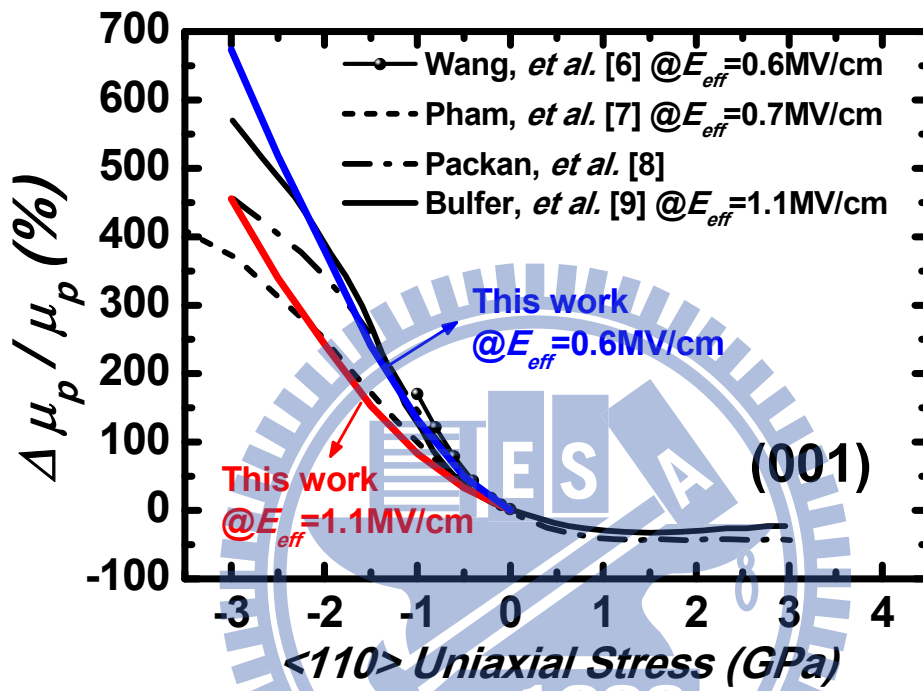 700
600
500
400
300
200
100
0
-100
Δ μp / μp (%)
Wang, et al. [6] @Eeff=0.6MV/cm
Pham, et al. [7] @Eeff=0.7MV/cm
Packan, et al. [8]
Bulfer, et al. [9] @Eeff=1.1MV/cm
This work
@Eeff=0.6MV/cm
ESA
(001)
This work
@Eeff=1.1MV/cm
-3 -2 -1 0 1 2 3 4
<110> Uniaxial Stress (GPa)